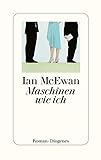 Ian McEwan
Maschinen
wie ich
Roman · Diogenes